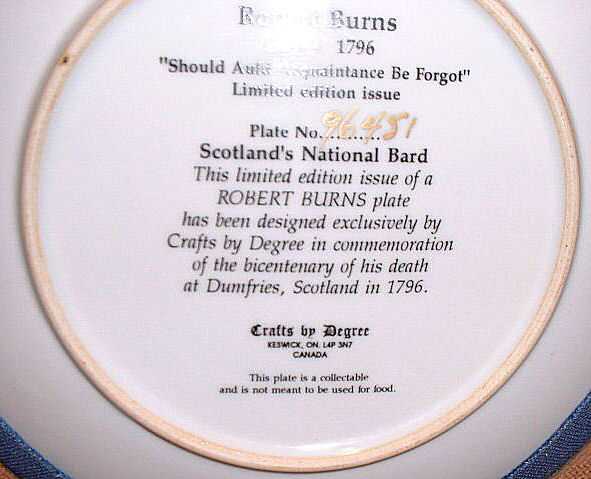 Burns
1796
"Should Auld Acquaintance Be Forgot"
Limited edition issue
Plate No. 96451
Scotland's National Bard
This limited edition issue of a
ROBERT BURNS plate
has been designed exclusively by
Crafts by Degree in commemoration
of the bicentenary of his death
at Dumfries, Scotland in 1796.
Crafts by Degree
KESWICK, ON. L4P 3N7
CANADA
This plate is a collectable
and is not meant to be used for food.